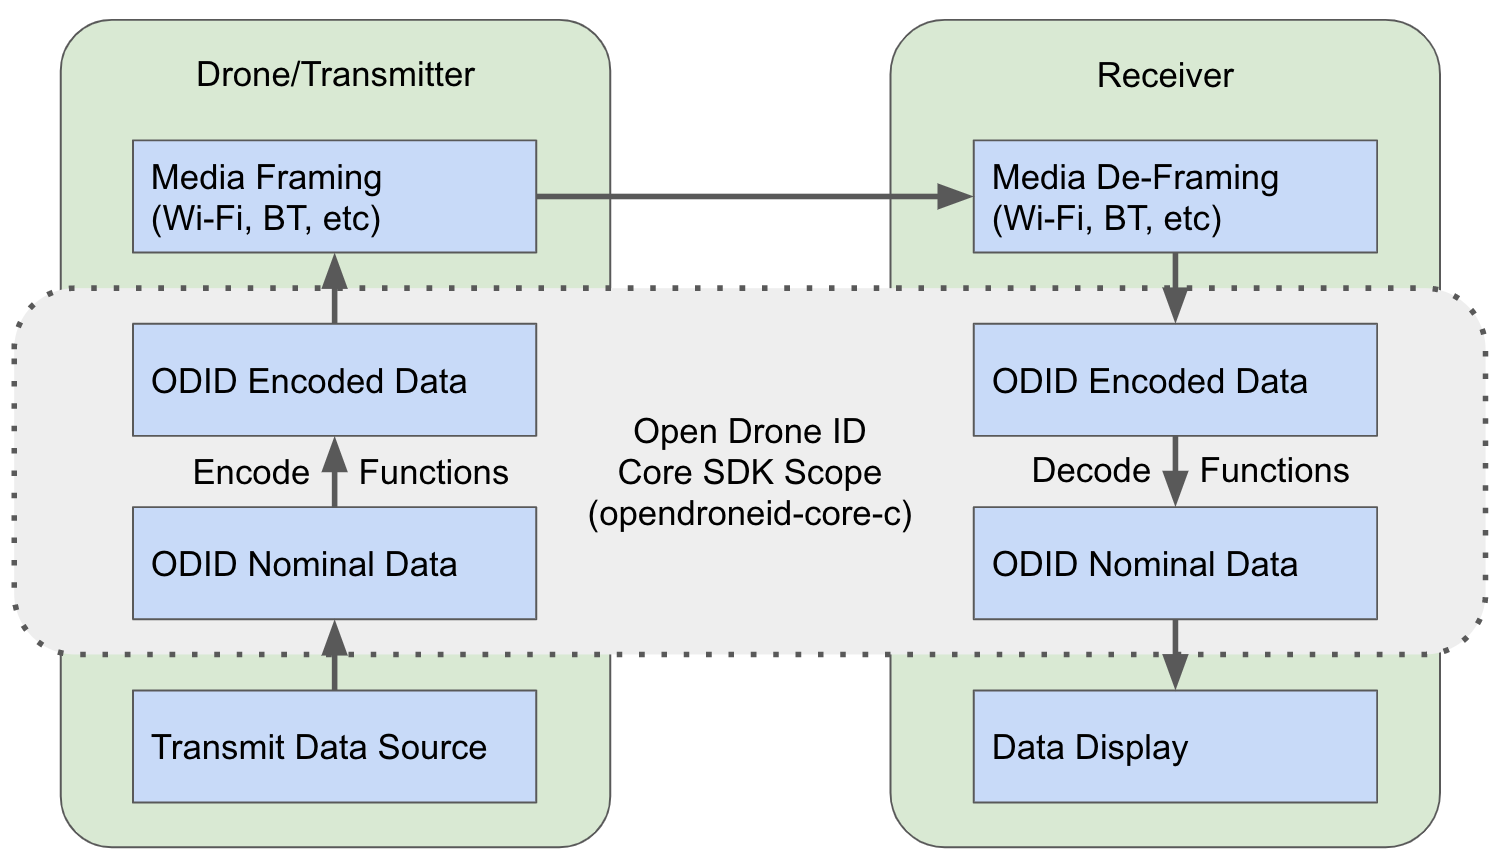 Drone/Transmitter
Media Framing
(Wi-Fi, BT, etc)
ODID Encoded Data
Encode Functions
ODID Nominal Data
Transmit Data Source
Open Drone ID
Core SDK Scope
(opendroneid-core-c)
Receiver
Media De-Framing
(Wi-Fi, BT, etc)
ODID Encoded Data
Decode Functions
ODID Nominal Data
Data Display